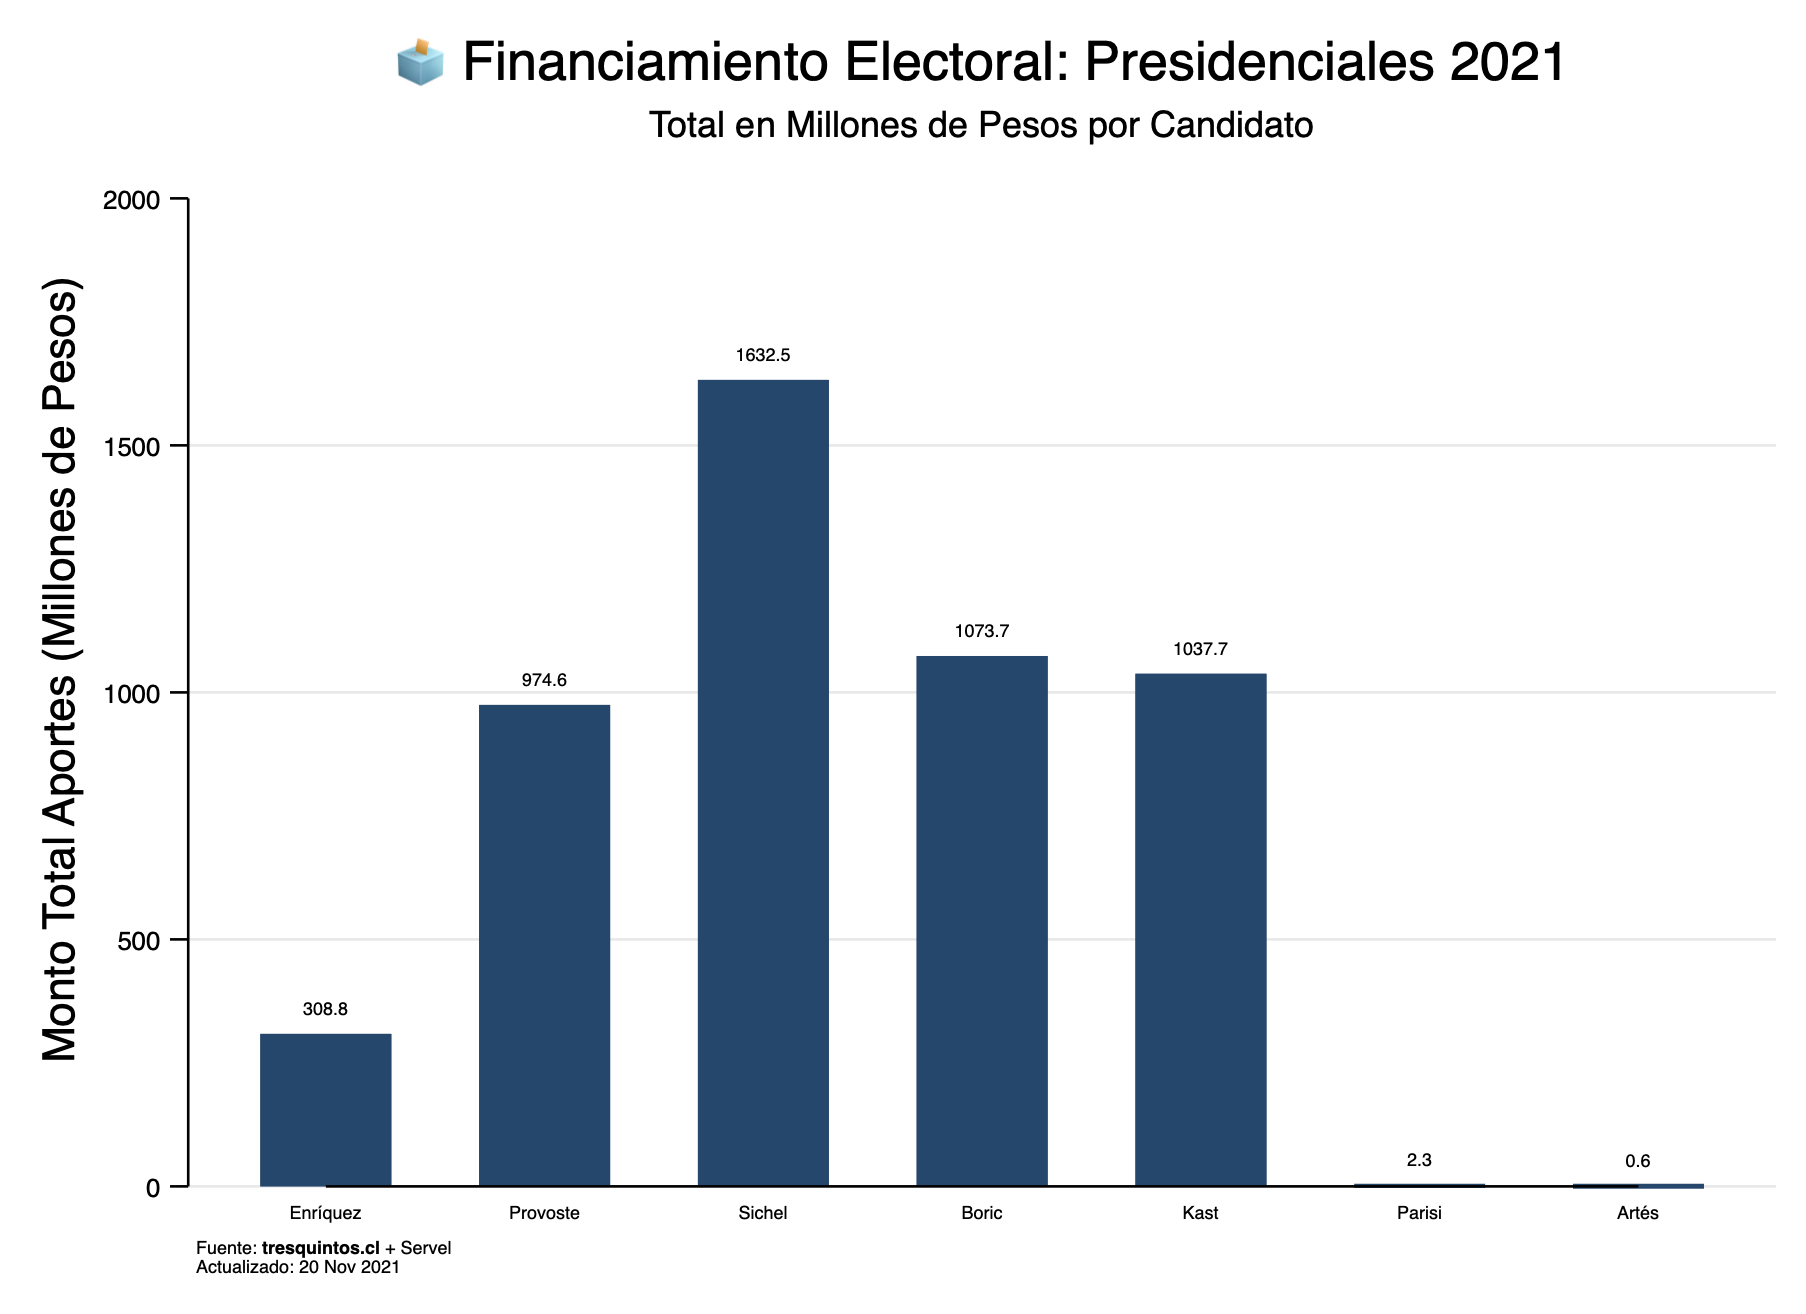 Financiamiento Electoral: Presidenciales 2021
Total en Millones de Pesos por Candidato
Monto Total Aportes (Millones de Pesos)
2000
1500
1000
500
0
308.8
974.6
1632.5
1073.7
1037.7
2.3
0.6
Enríquez
Provoste
Sichel
Boric
Kast
Parisi
Artés
Fuente: tresquintos.cl + Servel
Actualizado: 20 Nov 2021